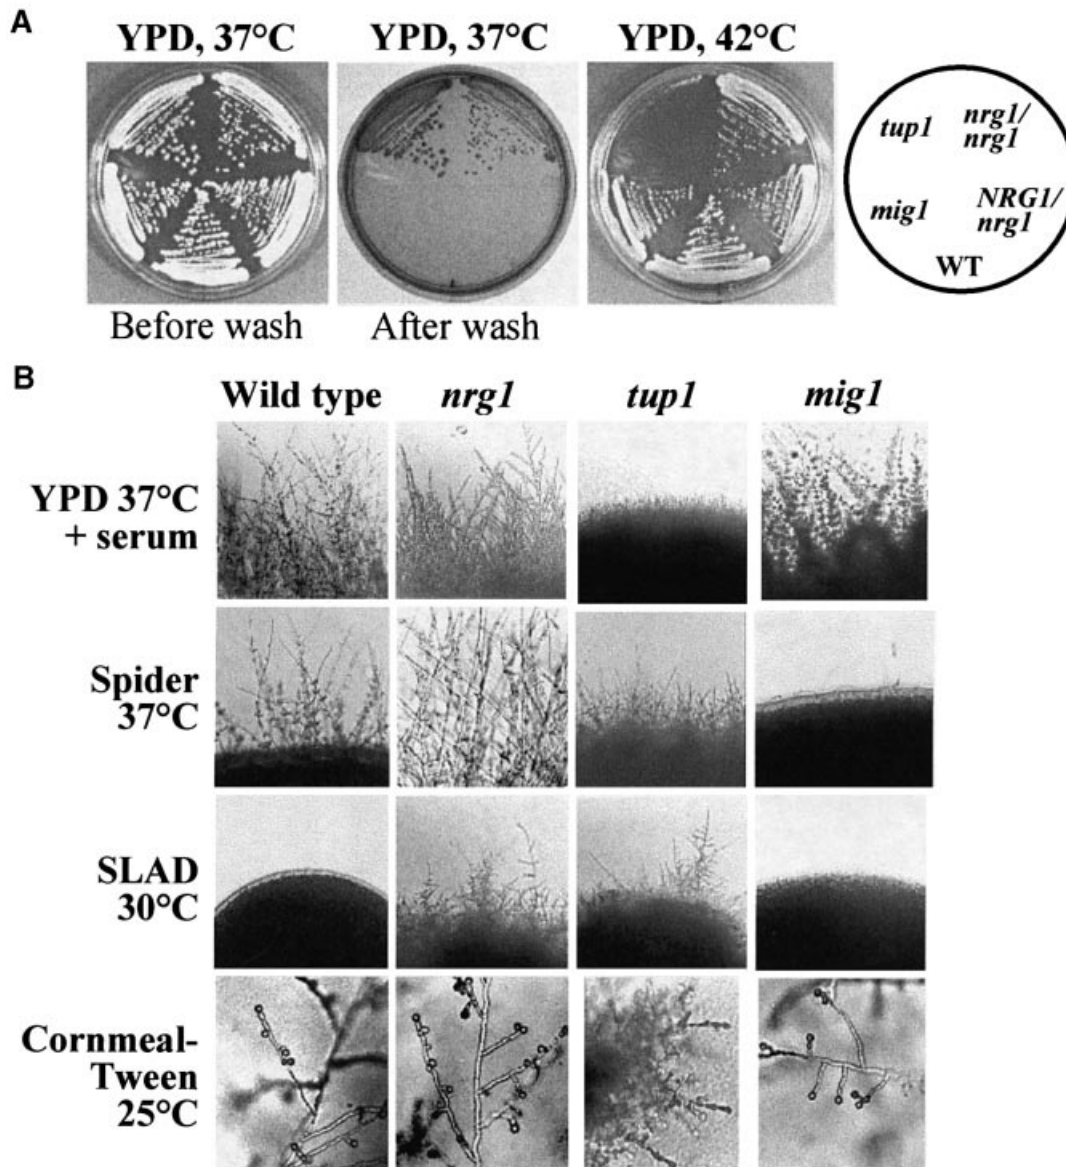 A
YPD, 37°C
YPD, 37°C
YPD, 42°C
tup1
nrg1/
nrg1
mig1
NRG1/
nrg1
WT
Before wash
After wash
B
Wild type
nrg1
tup1
mig1
YPD 37°C
+ serum
Spider
37°C
SLAD
30°C
Cornmeal-
Tween
25°C